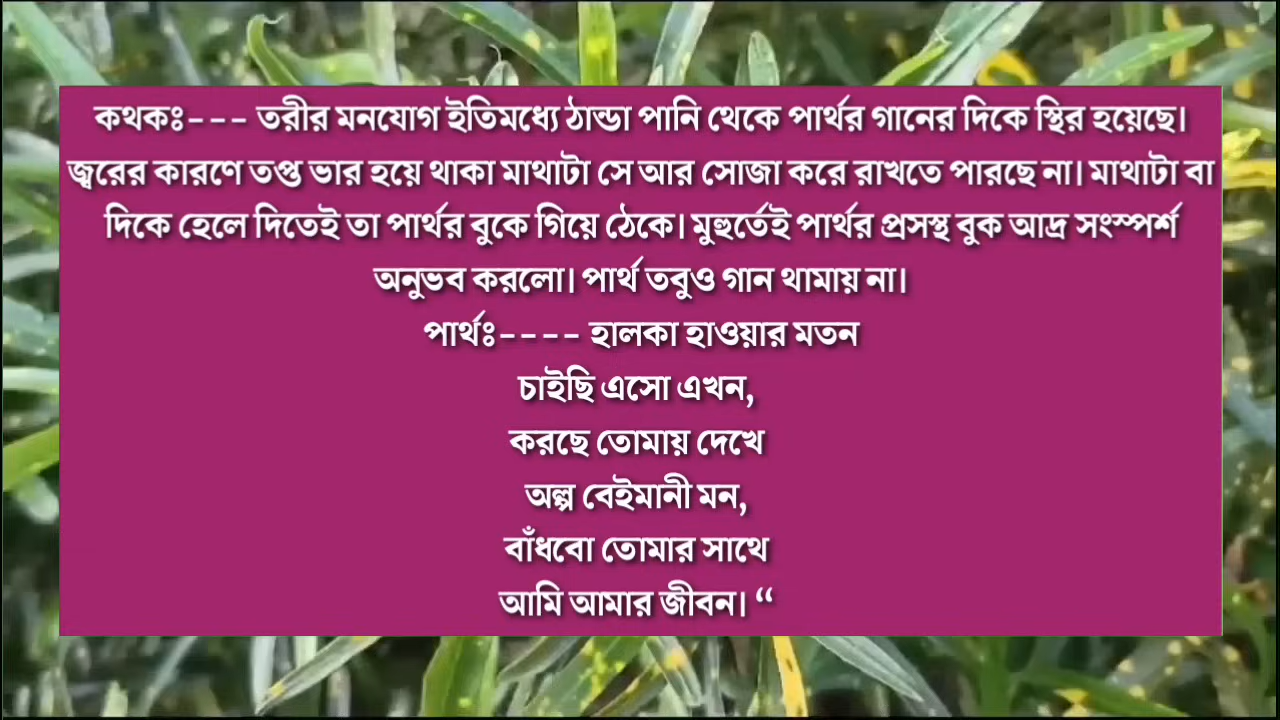 কথকঃ--- তরীর মনযোগ ইতিমধ্যে ঠান্ডা পানি থেকে পার্থর গানের দিকে স্থির হয়েছে।
জ্বরের কারণে তপ্ত ভার হয়ে থাকা মাথাটা সে আর সোজা করে রাখতে পারছে না। মাথাটা বা
দিকে হেলে দিতেই তা পার্থর বুকে গিয়ে ঠেকে। মুহুর্তেই পার্থর প্রসস্থ বুক আদ্র সংস্পর্শ
অনুভব করলো। পার্থ তবুও গান থামায় না।
পার্থঃ---- হালকা হাওয়ার মতন
চাইছি এসো এখন,
করছে তোমায় দেখে
অল্প বেইমানী মন,
বাঁধবো তোমার সাথে
আমি আমার জীবন। “